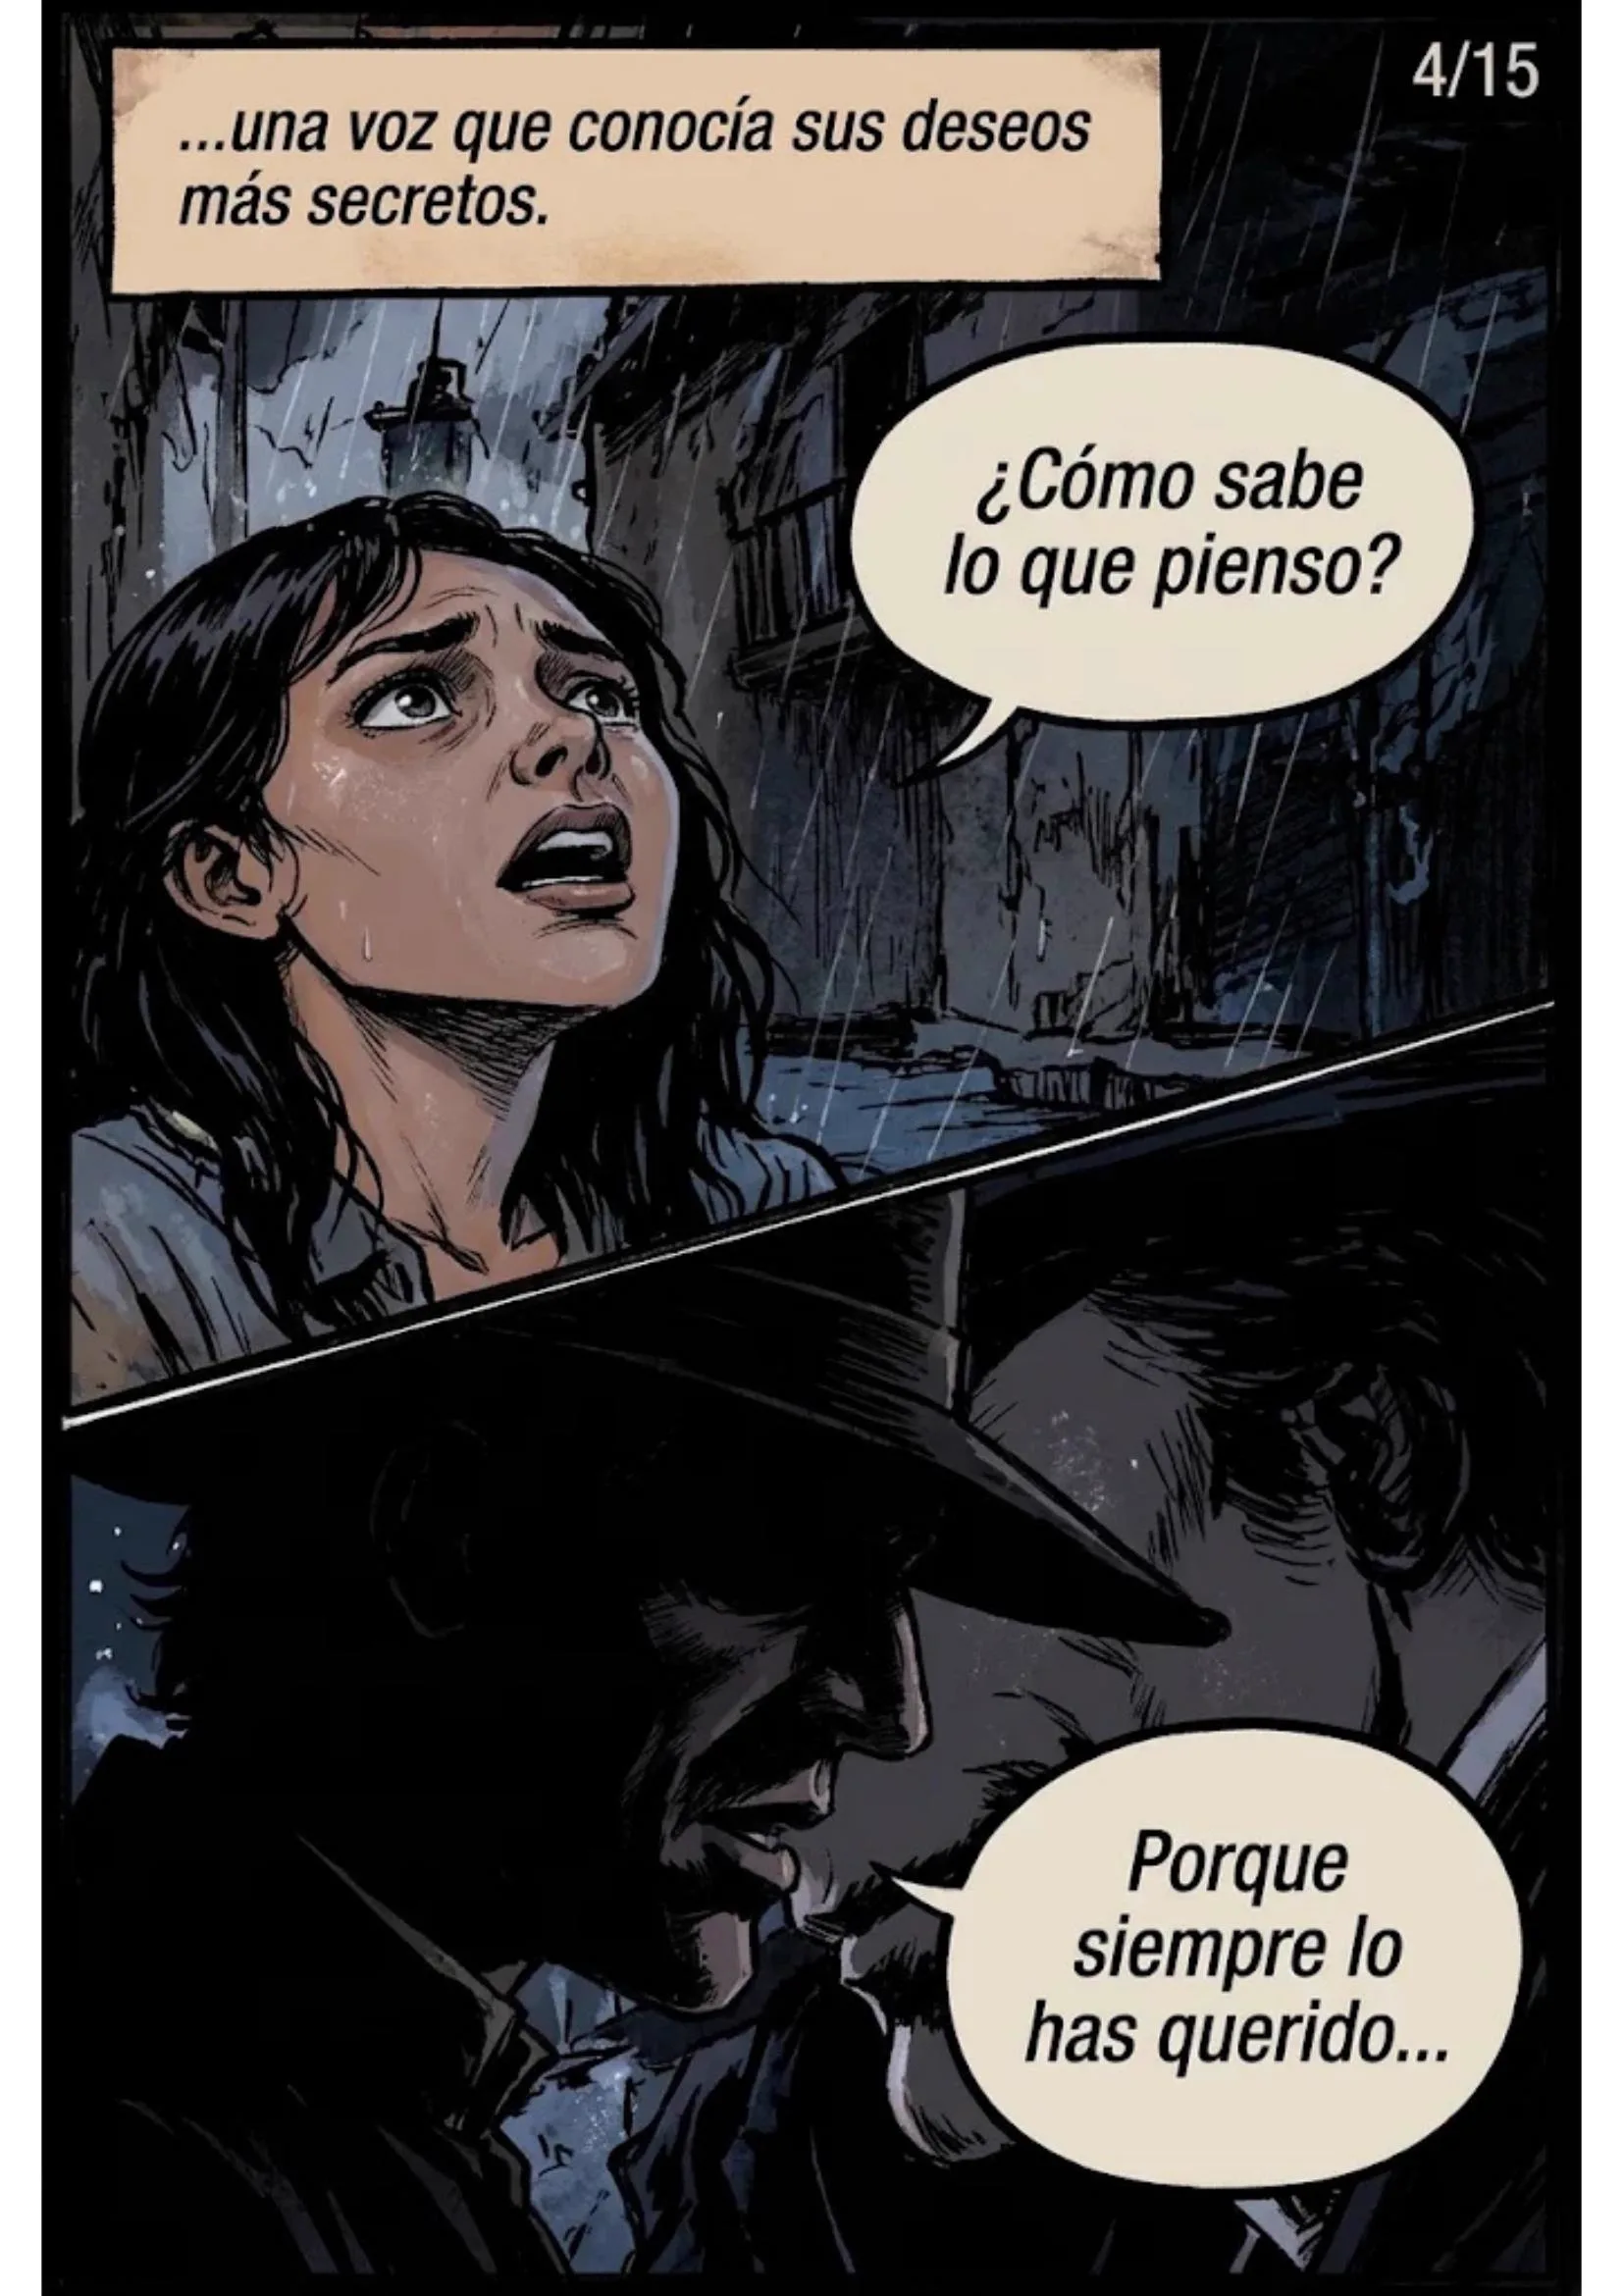 4/15
...una voz que conocía sus deseos
más secretos.
¿Cómo sabe
lo que pienso?
Porque
siempre lo
has querido...